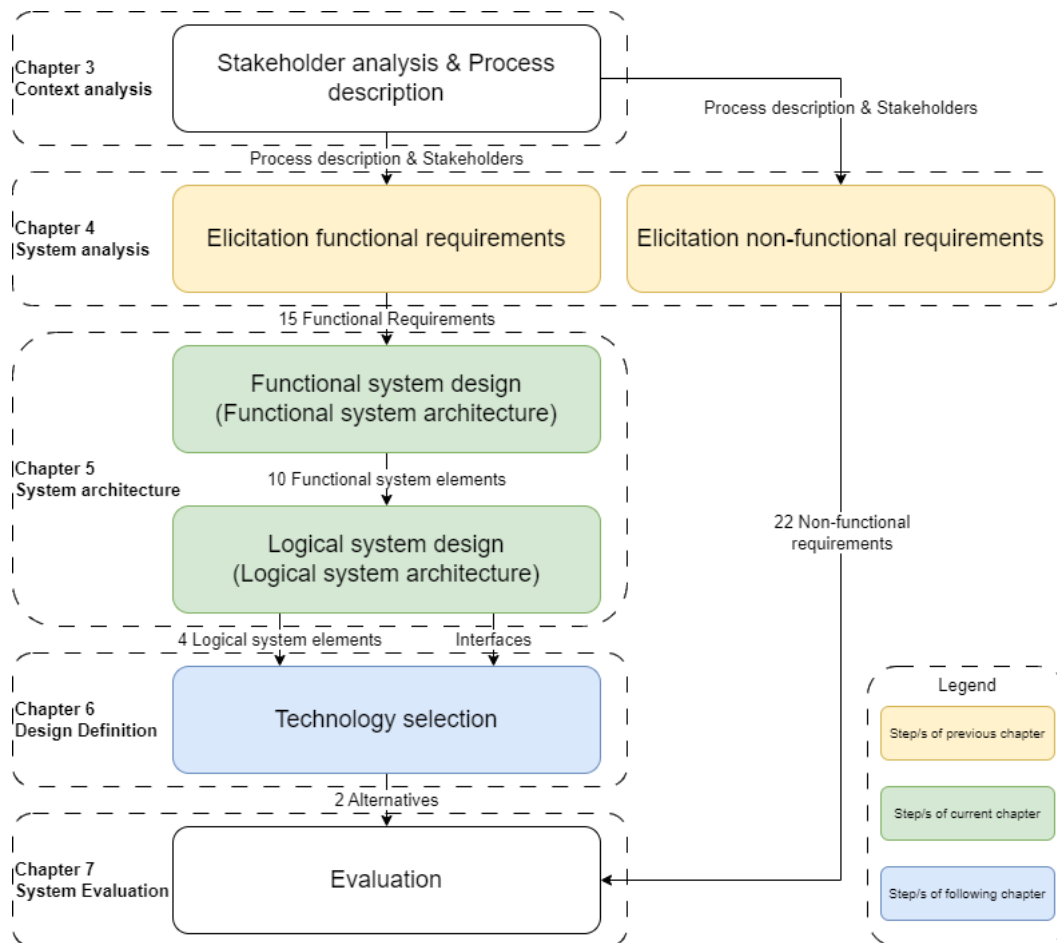 Chapter 3
Context analysis
Stakeholder analysis & Process
description
Process description & Stakeholders
Process description & Stakeholders
Chapter 4
System analysis
Elicitation functional requirements
Elicitation non-functional requirements
15 Functional Requirements
Chapter 5
System architecture
Functional system design
(Functional system architecture)
10 Functional system elements
Logical system design
(Logical system architecture)
22 Non-functional
requirements
4 Logical system elements
Interfaces
Chapter 6
Design Definition
Technology selection
2 Alternatives
Chapter 7
System Evaluation
Evaluation
Legend
Step/s of previous chapter
Step/s of current chapter
Step/s of following chapter